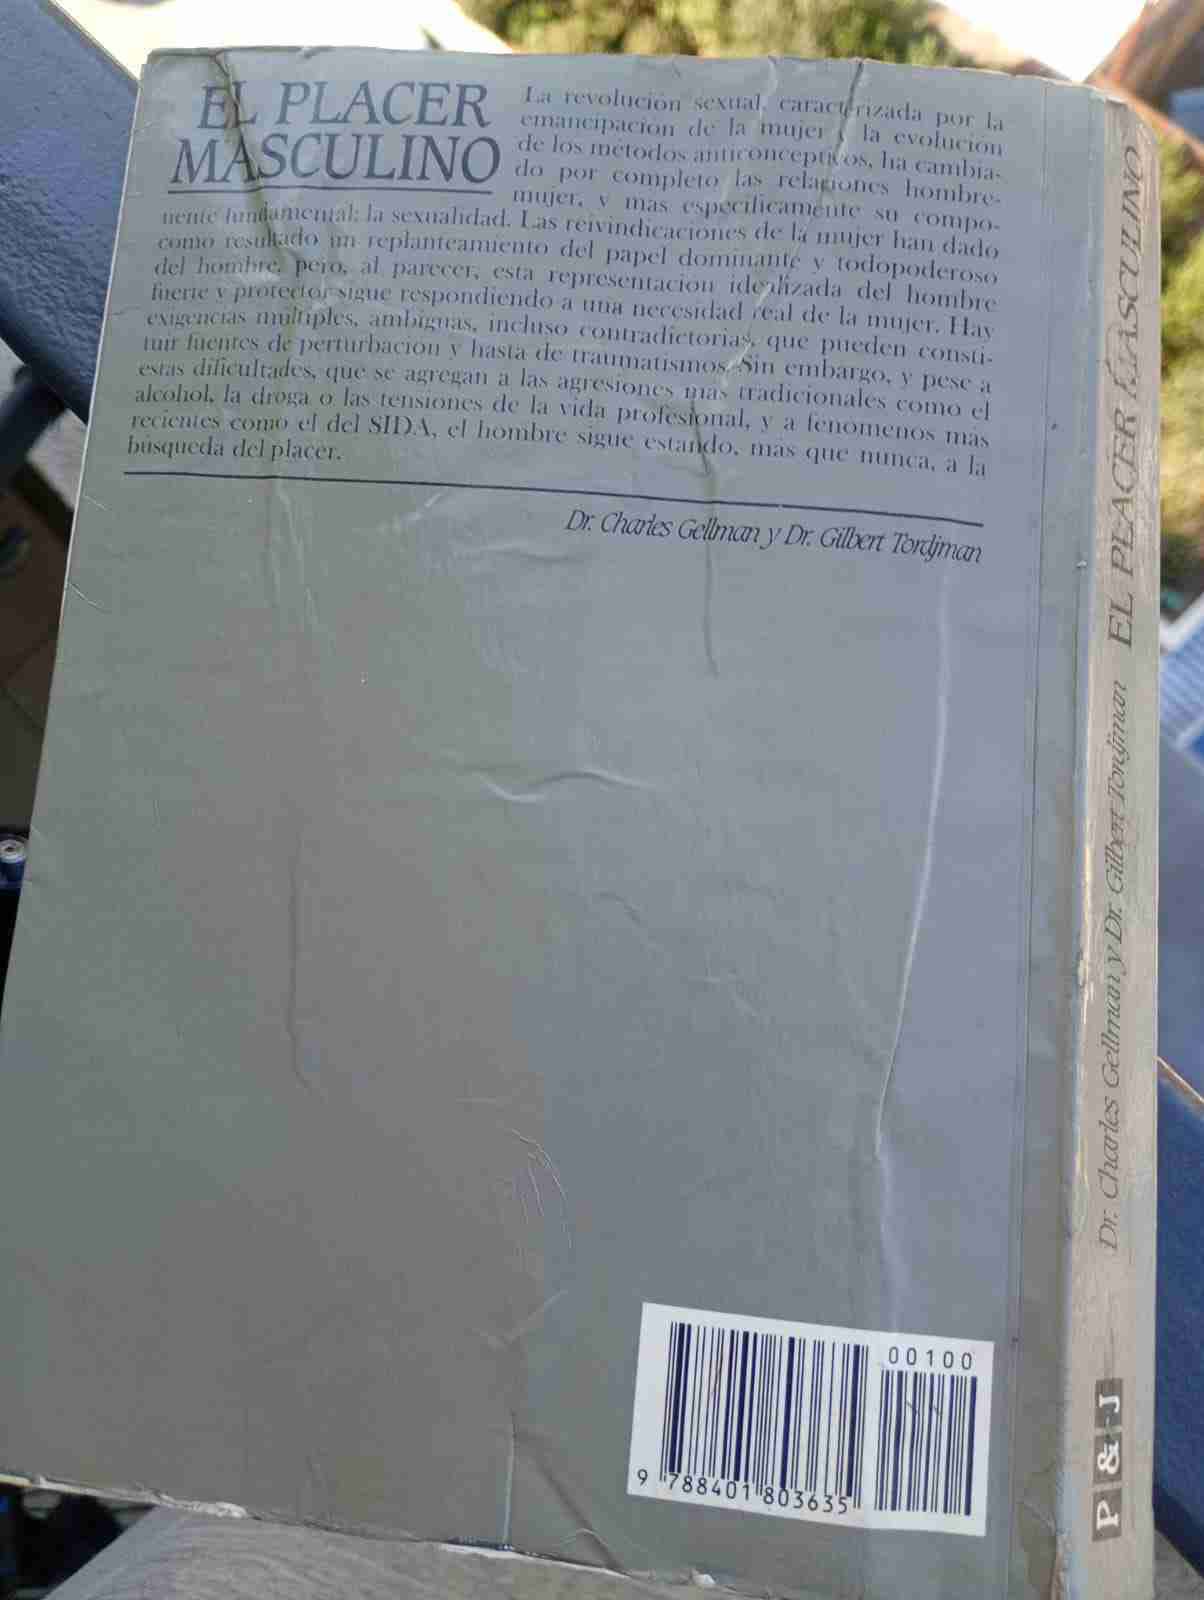 EL PLACER
MASCULINO
La revolución sexual, caracterizada por la
emancipación de la mujer y la evolución
de los métodos anticonceptivos, ha cambia-
do por completo las relaciones hombre-
mujer, y más específicamente su compo-
nente fundamental: la sexualidad. Las reivindicaciones de la mujer han dado
como resultado un replanteamiento del papel dominante y todopoderoso
del hombre, pero, al parecer, esta representación idealizada del hombre
fuerte y protector sigue respondiendo a una necesidad real de la mujer. Hay
exigencias múltiples, ambiguas, incluso contradictorias, que pueden consti-
tuir fuentes de perturbación y hasta de traumatismos. Sin embargo, y pese a
estas dificultades, que se agregan a las agresiones más tradicionales como el
alcohol, la droga o las tensiones de la vida profesional, y a fenómenos más
recientes como el del SIDA, el hombre sigue estando, más que nunca, a la
búsqueda del placer.
Dr. Charles Gellman y Dr. Gilbert Tordjman
00100
9 788401 803635
P & J Dr. Charles Gellman y Dr. Gilbert Tordjman EL PLACER MASCULINO